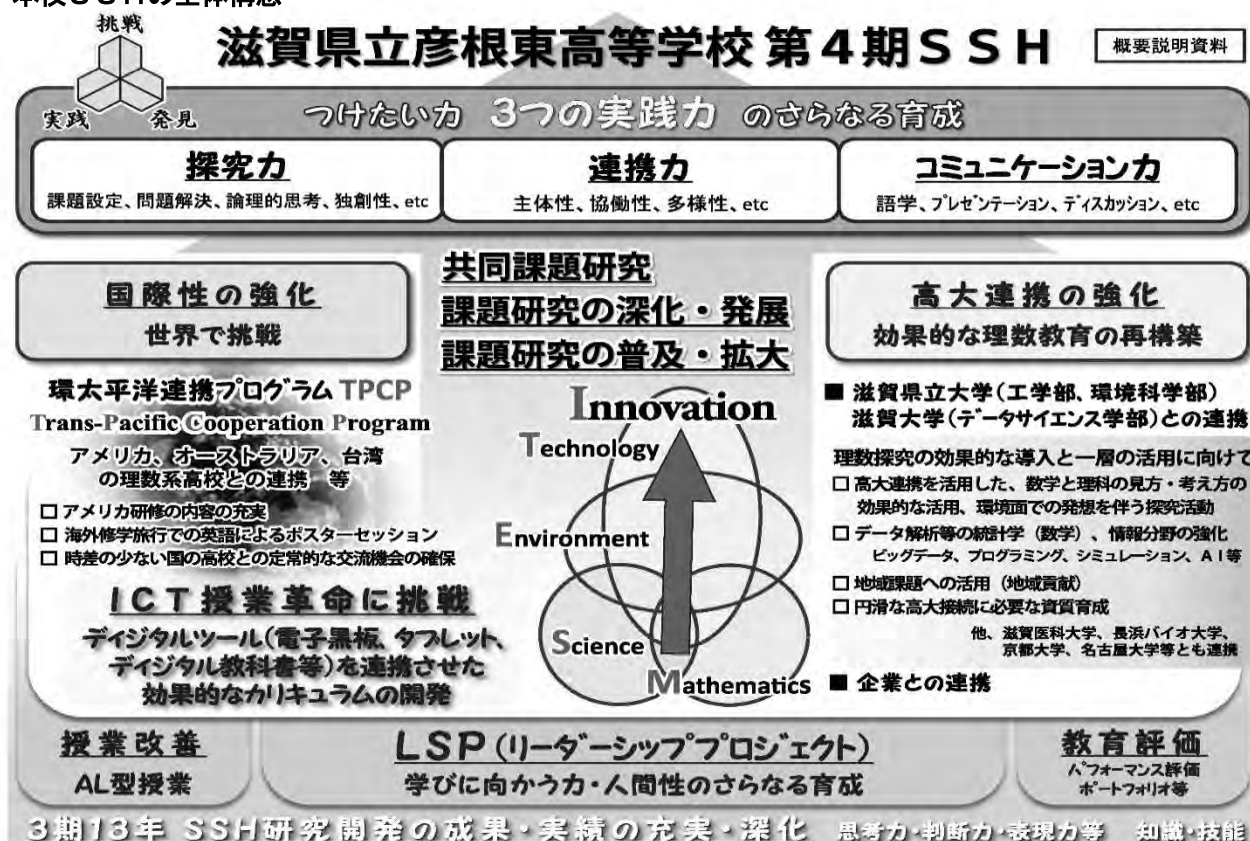 本校SSHの全体構想
挑戦
実践
発見
滋賀県立彦根東高等学校 第4期SSH
概要説明資料
つけたい力 3つの実践力 のさらなる育成
探究力
課題設定、問題解決、論理的思考、独創性、etc
連携力
主体性、協働性、多様性、etc
コミュニケーション力
語学、プレゼンテーション、ディスカッション、etc
国際性の強化
世界で挑戦
環太平洋連携プログラム TPCP
Trans-Pacific Cooperation Program
アメリカ、オーストラリア、台湾
の理数系高校との連携 等
□ アメリカ研修の内容の充実
□ 海外修学旅行での英語によるポスターセッション
□ 時差の少ない国の高校との定常的な交流機会の確保
ICT授業革命に挑戦
ディジタルツール(電子黒板、タブレット、
ディジタル教科書等)を連携させた
効果的なカリキュラムの開発
共同課題研究
課題研究の深化・発展
課題研究の普及・拡大
Innovation
Technology
Environment
Science
Mathematics
高大連携の強化
効果的な理数教育の再構築
■ 滋賀県立大学(工学部、環境科学部)
滋賀大学(データサイエンス学部)との連携
理数探究の効果的な導入と一層の活用に向けて
□ 高大連携を活用した、数学と理科の見方・考え方の
効果的な活用、環境面での発想を伴う探究活動
□ データ解析等の統計学(数学)、情報分野の強化
ビッグデータ、プログラミング、シミュレーション、AI等
□ 地域課題への活用(地域貢献)
□ 円滑な高大接続に必要な資質育成
他、滋賀医科大学、長浜バイオ大学、
京都大学、名古屋大学等とも連携
■ 企業との連携
授業改善
AL型授業
LSP(リーダーシッププロジェクト)
学びに向かう力・人間性のさらなる育成
教育評価
パフォーマンス評価
ポートフォリオ等
3期13年 SSH研究開発の成果・実績の充実・深化 思考力・判断力・表現力等 知識・技能